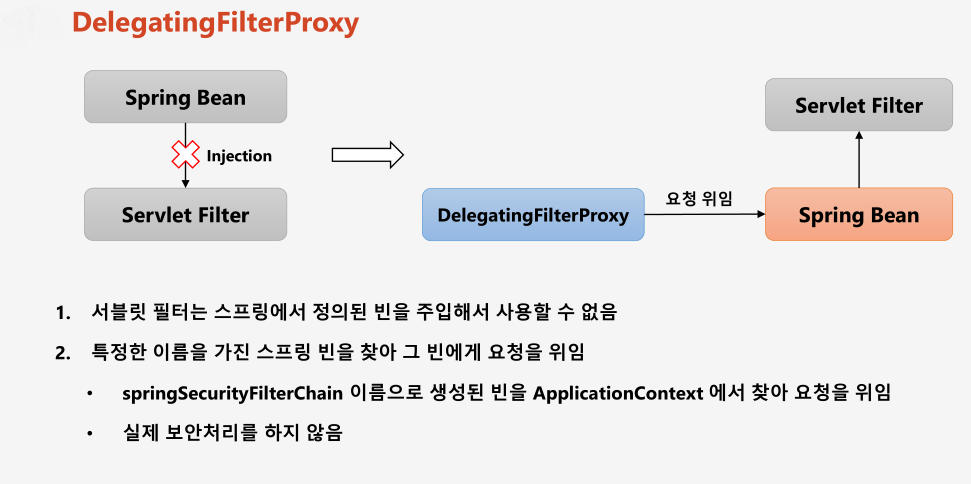 DelegatingFilterProxy
Spring Bean
Injection
Servlet Filter
Servlet Filter
DelegatingFilterProxy
요청 위임
Spring Bean
1. 서블릿 필터는 스프링에서 정의된 빈을 주입해서 사용할 수 없음
2. 특정한 이름을 가진 스프링 빈을 찾아 그 빈에게 요청을 위임
• springSecurityFilterChain 이름으로 생성된 빈을 ApplicationContext 에서 찾아 요청을 위임
• 실제 보안처리를 하지 않음